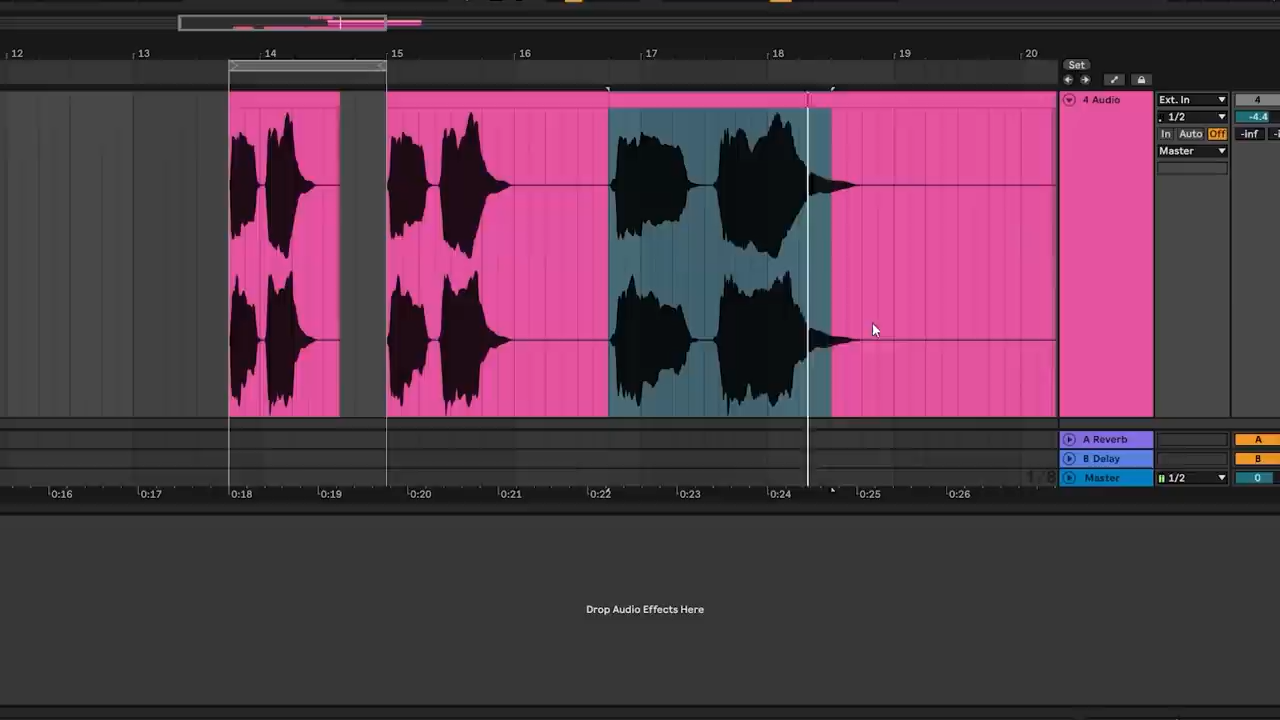 12 13 14 15 16 17 18 19 20
Set
4 Audio
Ext. In
4
1/2
-4.4
In Auto Off
-inf
Master
A Reverb
A
B Delay
B
1/8
Master
1/2
0
0:16 0:17 0:18 0:19 0:20 0:21 0:22 0:23 0:24 0:25 0:26
Drop Audio Effects Here